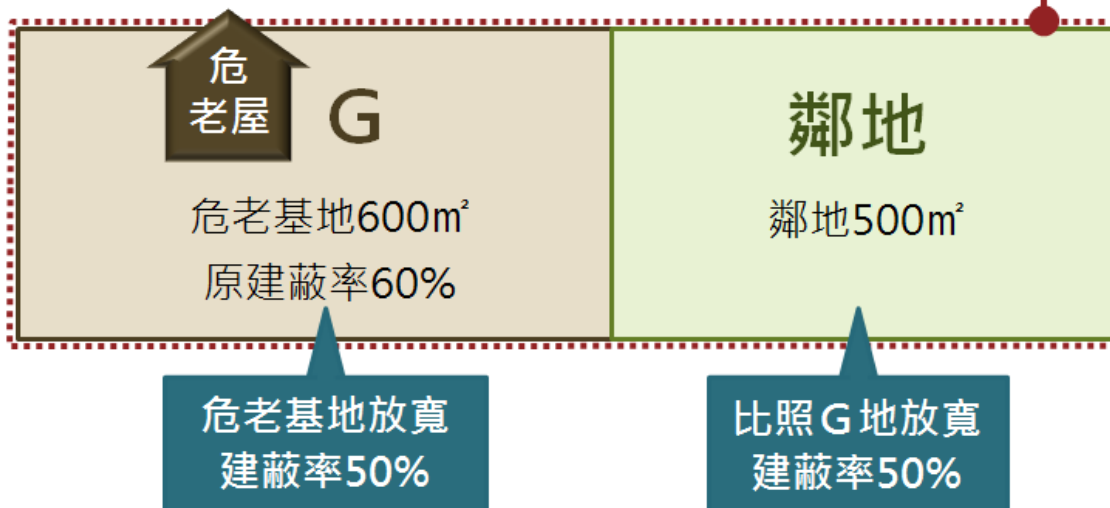 危
老屋
G
危老基地600㎡
原建蔽率60%
鄰地
鄰地500㎡
危老基地放寬
建蔽率50%
比照G地放寬
建蔽率50%